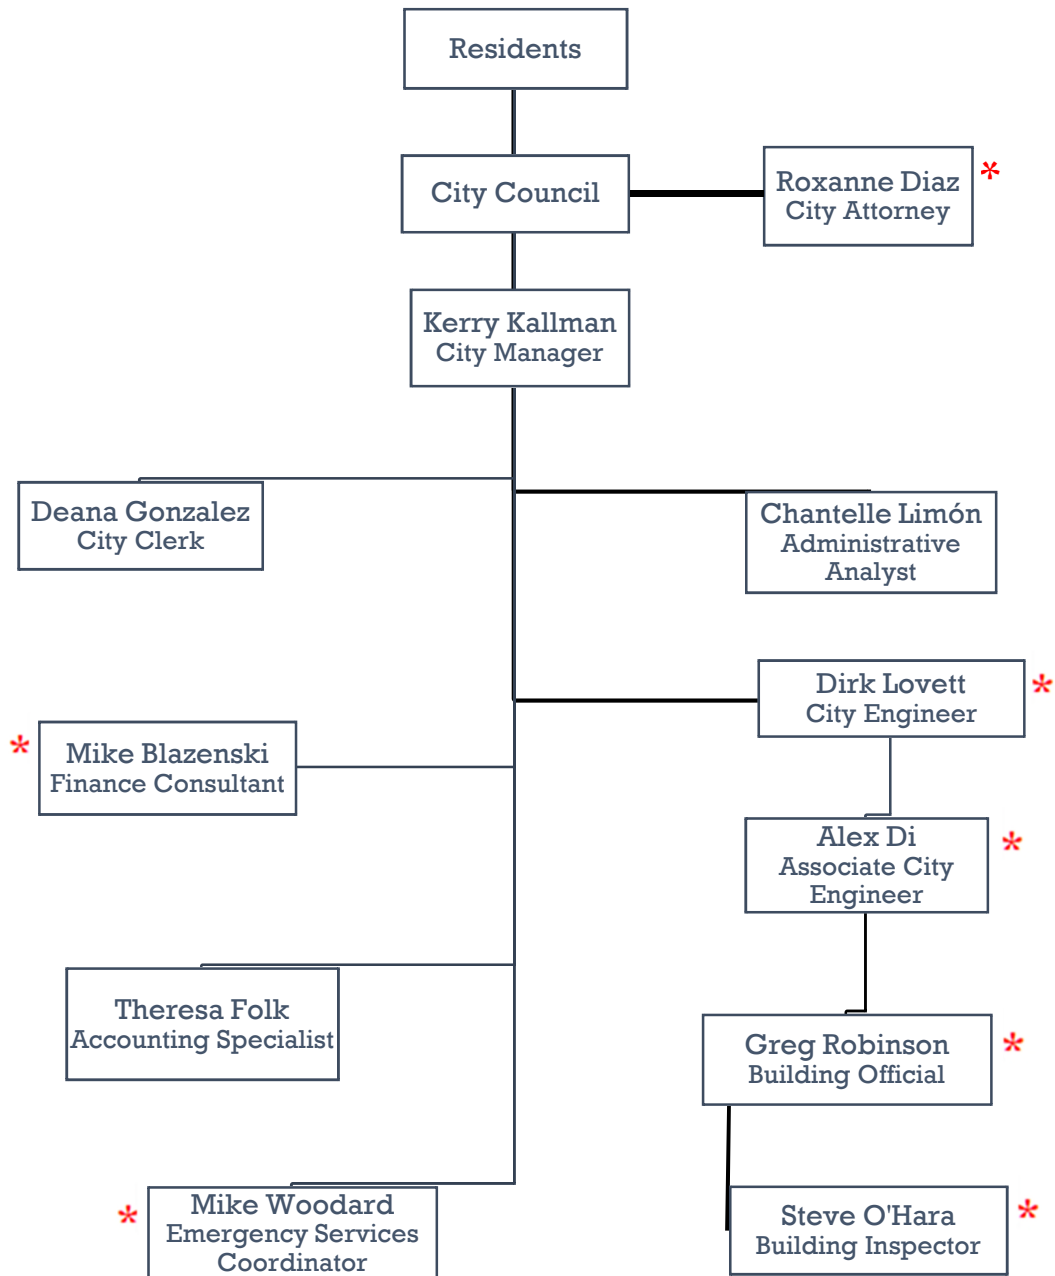 Residents
City Council
Roxanne Diaz *
City Attorney
Kerry Kallman
City Manager
Deana Gonzalez
City Clerk
Chantelle Limón
Administrative
Analyst
Dirk Lovett *
City Engineer
* Mike Blazenski
Finance Consultant
Alex Di *
Associate City
Engineer
Theresa Folk
Accounting Specialist
Greg Robinson *
Building Official
* Mike Woodard
Emergency Services
Coordinator
Steve O'Hara *
Building Inspector